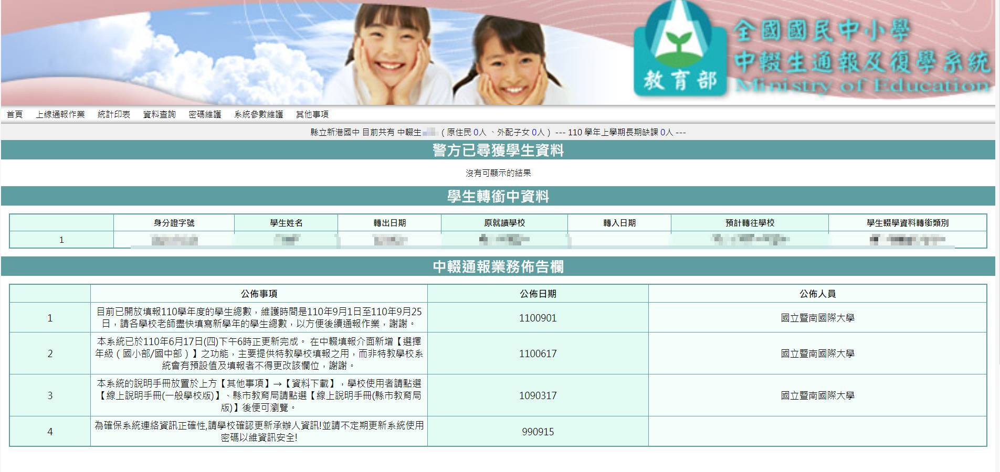 全國國民中小學
中輟生通報及復學系統
教育部
Ministry of Education
首頁 上線通報作業 統計印表 資料查詢 密碼維護 系統參數維護 其他事項
縣立新港國中 目前共有 中輟生 （原住民 0人 、外配子女 0人） --- 110 學年上學期長期缺課 0人 ---
警方已尋獲學生資料
沒有可顯示的結果
學生轉銜中資料
身分證字號 學生姓名 轉出日期 原就讀學校 轉入日期 預計轉往學校 學生輟學資料轉銜類別
1
中輟通報業務佈告欄
公佈事項 公佈日期 公佈人員
目前已開放填報110學年度的學生總數，維護時間是110年9月1日至110年9月25
1 日，請各學校老師盡快填寫新學年的學生總數，以方便後續通報作業，謝謝。 1100901 國立暨南國際大學
本系統已於110年6月17日(四)下午6時正更新完成。 在中輟填報介面新增【選擇
2 年級（國小部/國中部）】之功能，主要提供特教學校填報之用，而非特教學校系 1100617 國立暨南國際大學
統會有預設值及填報者不得更改該欄位，謝謝。
本系統的說明手冊放置於上方【其他事項】→【資料下載】，學校使用者請點選
3 【線上說明手冊(一般學校版)】、縣市教育局請點選【線上說明手冊(縣市教育局 1090317 國立暨南國際大學
版)】後便可瀏覽。
為確保系統連絡資訊正確性,請學校確認更新承辦人資訊!並請不定期更新系統使用
4 密碼以維資訊安全! 990915